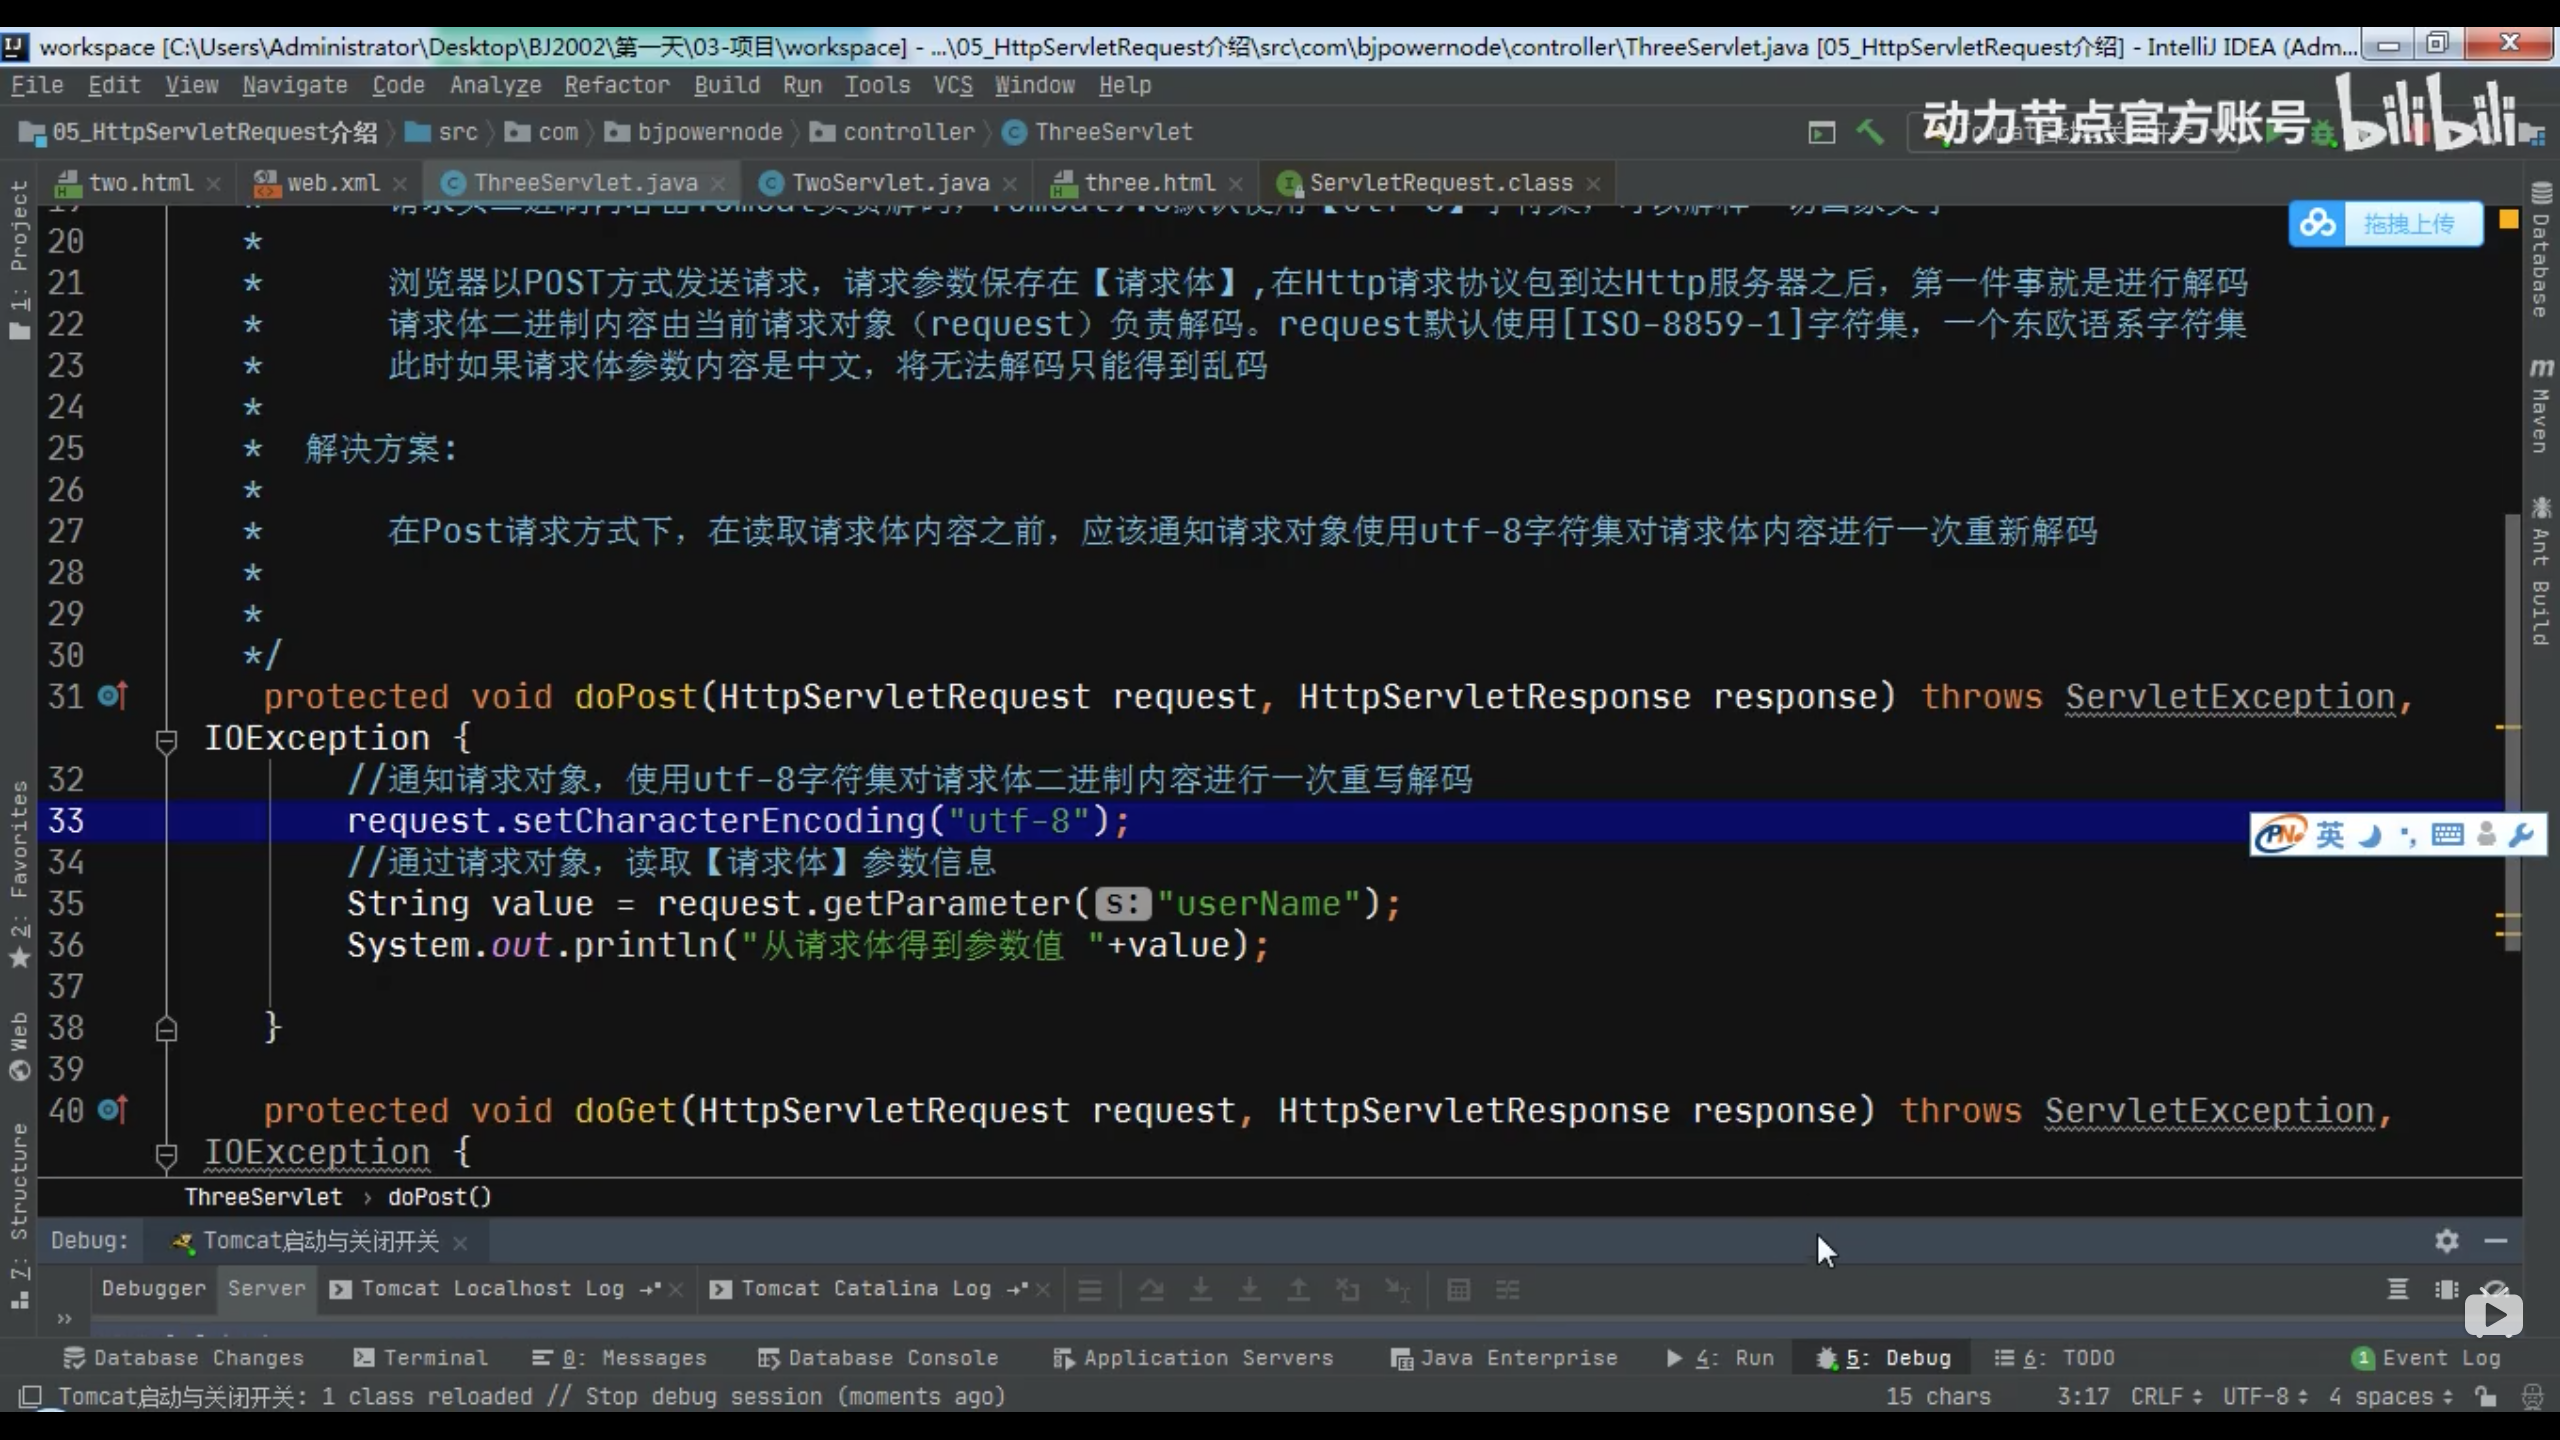 workspace [C:\Users\Administrator\Desktop\BJ2002\第一天\03-项目\workspace] - ...\05_HttpServletRequest介绍\src\com\bjpowernode\controller\ThreeServlet.java [05_HttpServletRequest介绍] - IntelliJ IDEA (Adm...
File Edit View Navigate Code Analyze Refactor Build Run Tools VCS Window Help
动力节点官方账号 bilibili
05_HttpServletRequest介绍 src com bjpowernode controller ThreeServlet
two.html web.xml ThreeServlet.java TwoServlet.java three.html ServletRequest.class
拖拽上传
20 *
21 * 浏览器以POST方式发送请求，请求参数保存在【请求体】,在Http请求协议包到达Http服务器之后，第一件事就是进行解码
22 * 请求体二进制内容由当前请求对象（request）负责解码。request默认使用[ISO-8859-1]字符集，一个东欧语系字符集
23 * 此时如果请求体参数内容是中文，将无法解码只能得到乱码
24 *
25 * 解决方案:
26 *
27 * 在Post请求方式下，在读取请求体内容之前，应该通知请求对象使用utf-8字符集对请求体内容进行一次重新解码
28 *
29 *
30 */
31 protected void doPost(HttpServletRequest request, HttpServletResponse response) throws ServletException,
IOException {
32 //通知请求对象，使用utf-8字符集对请求体二进制内容进行一次重写解码
33 request.setCharacterEncoding("utf-8");
34 //通过请求对象，读取【请求体】参数信息
35 String value = request.getParameter( s: "userName");
36 System.out.println("从请求体得到参数值 "+value);
37
38 }
39
40 protected void doGet(HttpServletRequest request, HttpServletResponse response) throws ServletException,
IOException {
1: Project
2: Favorites
Web
7: Structure
Database
Maven
Ant Build
英
ThreeServlet › doPost()
Debug: Tomcat启动与关闭开关
Debugger Server Tomcat Localhost Log Tomcat Catalina Log
Database Changes Terminal 0: Messages Database Console Application Servers Java Enterprise 4: Run 5: Debug 6: TODO 1 Event Log
Tomcat启动与关闭开关: 1 class reloaded // Stop debug session (moments ago) 15 chars 3:17 CRLF UTF-8 4 spaces